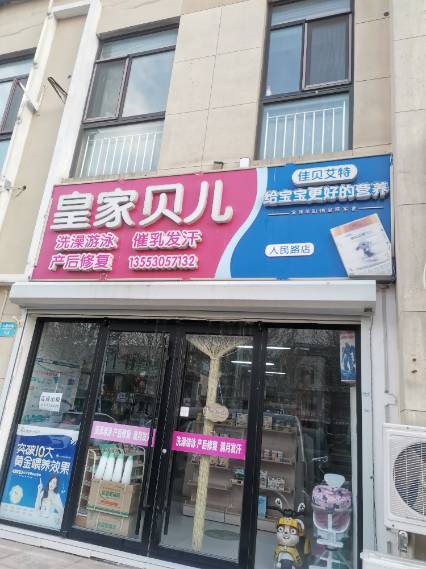 皇家贝儿
洗澡游泳 催乳发汗
产后修复 13553057132
佳贝艾特
给宝宝更好的营养
人民路店
洗澡游泳 产后修复 满月发汗
洗澡游泳 产后修复 满月发汗
突破10大
黄金喂养效果